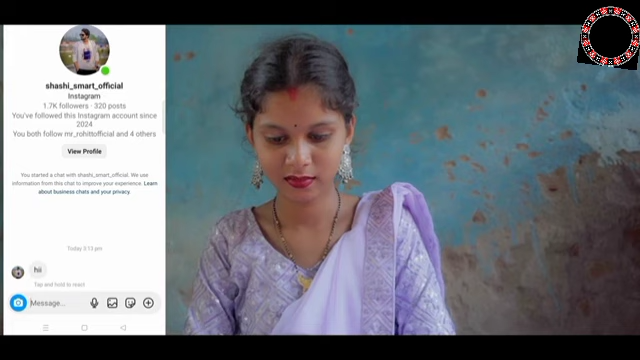 shashi_smart_official
Instagram
1.7K followers · 320 posts
You've followed this Instagram account since
2024
You both follow mr_rohittofficial and 4 others
View Profile
You started a chat with shashi_smart_official. We use
information from this chat to improve your experience. Learn
about business chats and your privacy.
Today 3:13 pm
hii
Tap and hold to react
Message...